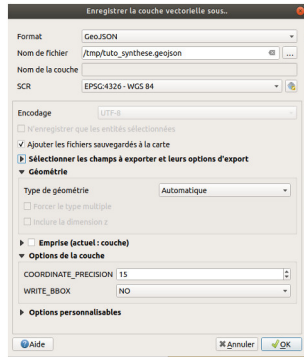 Enregistrer la couche vectorielle sous..
Format GeoJSON
Nom de fichier /tmp/tuto_synthese.geojson ...
Nom de la couche
SCR EPSG:4326 - WGS 84
Encodage UTF-8
N'enregistrer que les entités sélectionnées
Ajouter les fichiers sauvegardés à la carte
Sélectionner les champs à exporter et leurs options d'export
Géométrie
Type de géométrie Automatique
Forcer le type multiple
Inclure la dimension z
Emprise (actuel : couche)
Options de la couche
COORDINATE_PRECISION 15
WRITE_BBOX NO
Options personnalisables
Aide Annuler OK